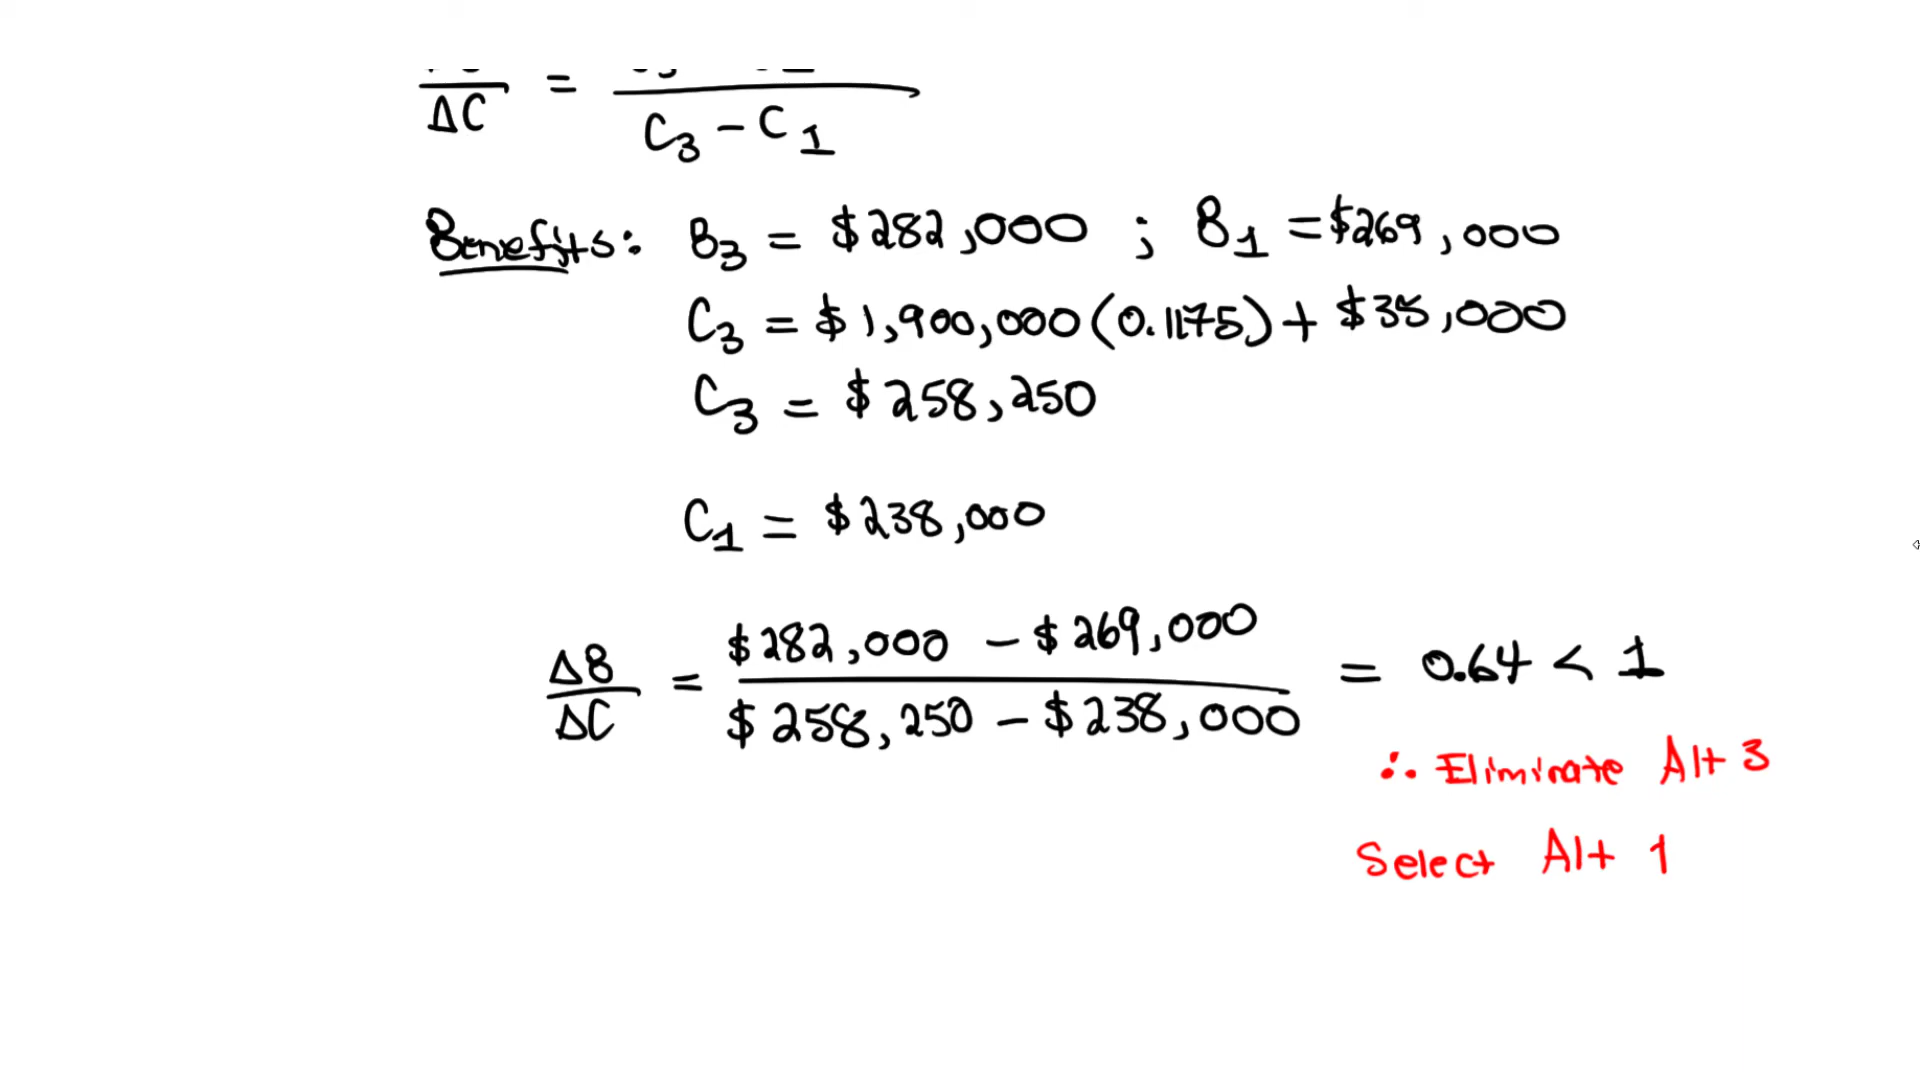 ΔC = C₃ - C₁
Benefits: B₃ = $282,000 ; B₁ = $269,000
C₃ = $1,900,000(0.1175) + $35,000
C₃ = $258,250
C₁ = $238,000
ΔB/ΔC = $282,000 - $269,000 / $258,250 - $238,000 = 0.64 < 1
∴ Eliminate Alt 3
Select Alt 1